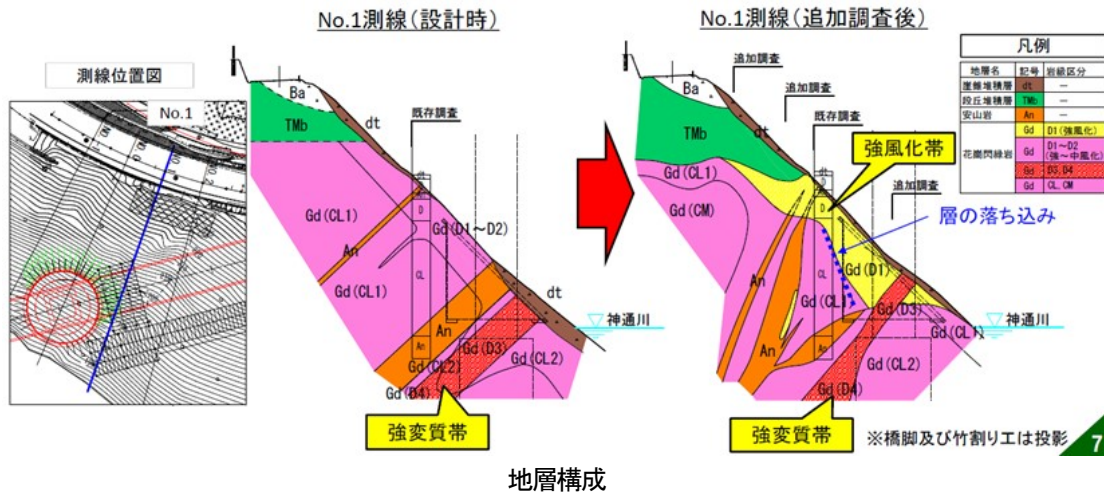 No.1測線(設計時)
No.1測線(追加調査後)
測線位置図
No.1
Ba
TMb
dt
既存調査
dt
D
CL
An
Gd(CL1)
Gd(D1~D2)
An
Gd(CL1)
dt
An
Gd(D3)
Gd(CL2)
Gd(CL2)
Gd(D4)
神通川
強変質帯
追加調査
追加調査
既存調査
追加調査
Ba
TMb
dt
dt
D
CL
An
強風化帯
層の落ち込み
Gd(CL1)
Gd(CM)
Gd(D1)
Gd(CL1)
Gd(D3)
Gd(CL1)
An
Gd(CL2)
Gd(D4)
神通川
強変質帯
凡例
地層名 記号 岩級区分
崖錐堆積層 dt —
段丘堆積層 TMb —
安山岩 An —
花崗閃緑岩 Gd D1(強風化)
Gd D1~D2(強~中風化)
Gd D3,D4
Gd CL,CM
※橋脚及び竹割り工は投影
7
地層構成